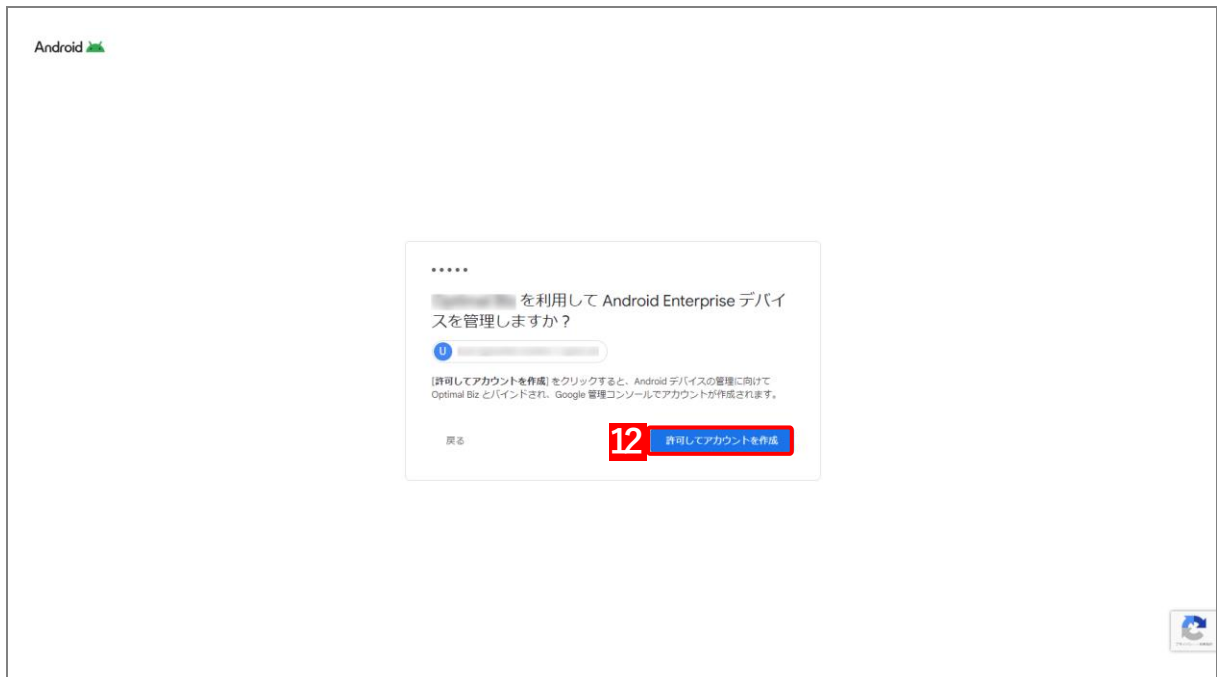 Android
を利用して Android Enterprise デバイ
スを管理しますか？
U
[許可してアカウントを作成] をクリックすると、Android デバイスの管理に向けて
Optimal Biz とバインドされ、Google 管理コンソールでアカウントが作成されます。
戻る
12
許可してアカウントを作成